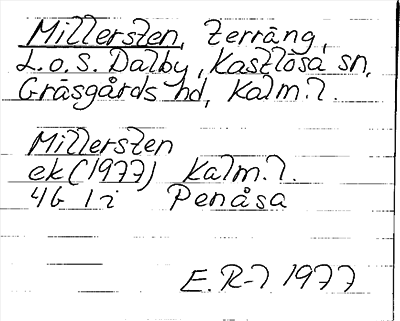 Millersten, Terräng,
L.o.S. Dalby, Kastlösa sn,
Gräsgårds hd, Kalm.l.
Millersten
ek (1977) Kalm.l.
4G 1i Penåsa
E.R-l 1977